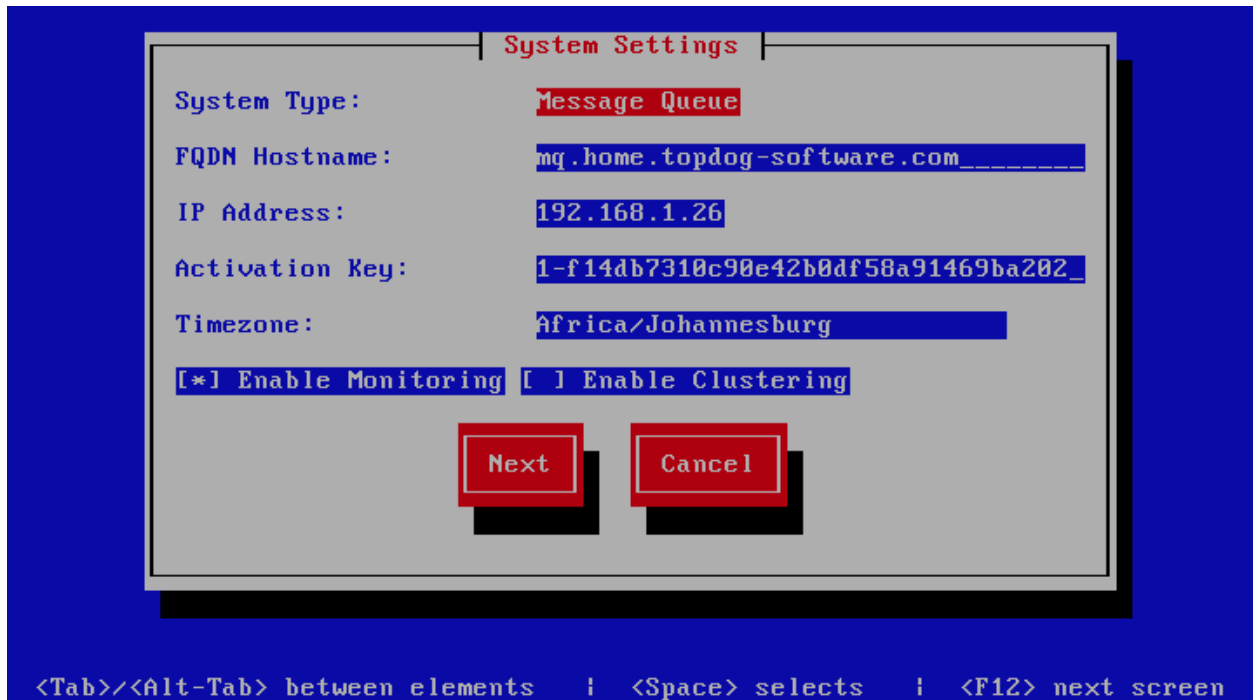 System Settings
System Type: Message Queue
FQDN Hostname: mq.home.topdog-software.com________
IP Address: 192.168.1.26
Activation Key: 1-f14db7310c90e42b0df58a91469ba202_
Timezone: Africa/Johannesburg
[*] Enable Monitoring [ ] Enable Clustering
Next Cancel
<Tab>/<Alt-Tab> between elements | <Space> selects | <F12> next screen